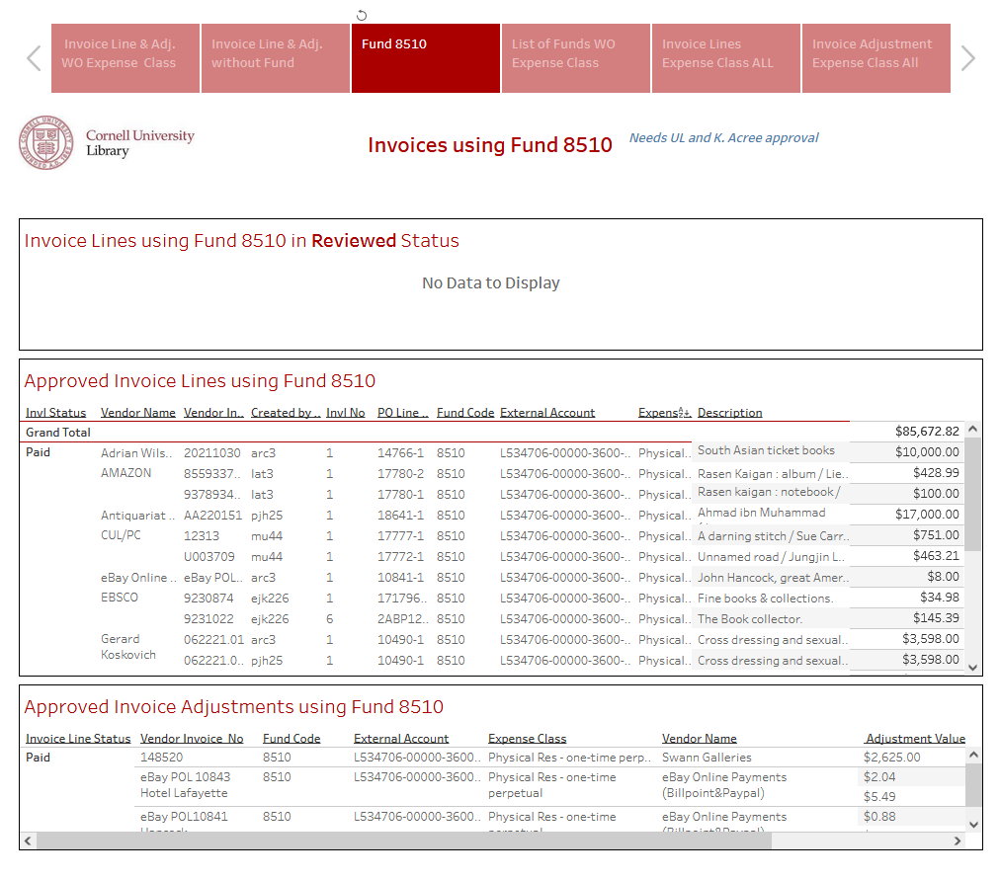 Invoice Line & Adj. WO Expense Class
Invoice Line & Adj. without Fund
Fund 8510
List of Funds WO Expense Class
Invoice Lines Expense Class ALL
Invoice Adjustment Expense Class All
Cornell University
Library
Invoices using Fund 8510
Needs UL and K. Acree approval
Invoice Lines using Fund 8510 in Reviewed Status
No Data to Display
Approved Invoice Lines using Fund 8510
Invl Status Vendor Name Vendor In.. Created by .. Invl No PO Line .. Fund Code External Account Expens.. Description
Grand Total $85,672.82
Paid Adrian Wils.. 20211030 arc3 1 14766-1 8510 L534706-00000-3600-.. Physical.. South Asian ticket books $10,000.00
AMAZON 8559337.. lat3 1 17780-2 8510 L534706-00000-3600-.. Physical.. Rasen Kaigan : album / Lie.. $428.99
9378934.. lat3 1 17780-1 8510 L534706-00000-3600-.. Physical.. Rasen kaigan : notebook / $100.00
Antiquariat .. AA220151 pjh25 1 18641-1 8510 L534706-00000-3600-.. Physical.. Ahmad ibn Muhammad $17,000.00
CUL/PC 12313 mu44 1 17777-1 8510 L534706-00000-3600-.. Physical.. A darning stitch / Sue Carr.. $751.00
U003709 mu44 1 17772-1 8510 L534706-00000-3600-.. Physical.. Unnamed road / Jungjin L.. $463.21
eBay Online .. eBay POL.. arc3 1 10841-1 8510 L534706-00000-3600-.. Physical.. John Hancock, great Amer.. $8.00
EBSCO 9230874 ejk226 1 171796.. 8510 L534706-00000-3600-.. Physical.. Fine books & collections. $34.98
9231022 ejk226 6 2ABP12.. 8510 L534706-00000-3600-.. Physical.. The Book collector. $145.39
Gerard Koskovich 062221.01 arc3 1 10490-1 8510 L534706-00000-3600-.. Physical.. Cross dressing and sexual.. $3,598.00
062221.0.. pjh25 1 10490-1 8510 L534706-00000-3600-.. Physical.. Cross dressing and sexual.. $3,598.00
Approved Invoice Adjustments using Fund 8510
Invoice Line Status Vendor Invoice No Fund Code External Account Expense Class Vendor Name Adjustment Value
Paid 148520 8510 L534706-00000-3600.. Physical Res - one-time perp.. Swann Galleries $2,625.00
eBay POL 10843 8510 L534706-00000-3600.. Physical Res - one-time eBay Online Payments $2.04
Hotel Lafayette perpetual (Billpoint&Paypal) $5.49
eBay POL10841 8510 L534706-00000-3600.. Physical Res - one-time eBay Online Payments $0.88